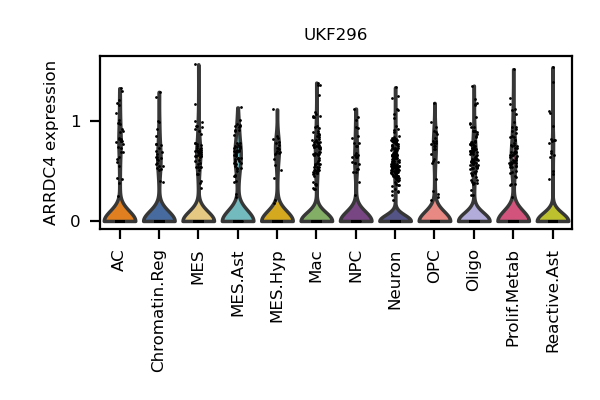 UKF296
ARRDC4 expression
1
0
AC
Chromatin.Reg
MES
MES.Ast
MES.Hyp
Mac
NPC
Neuron
OPC
Oligo
Prolif.Metab
Reactive.Ast